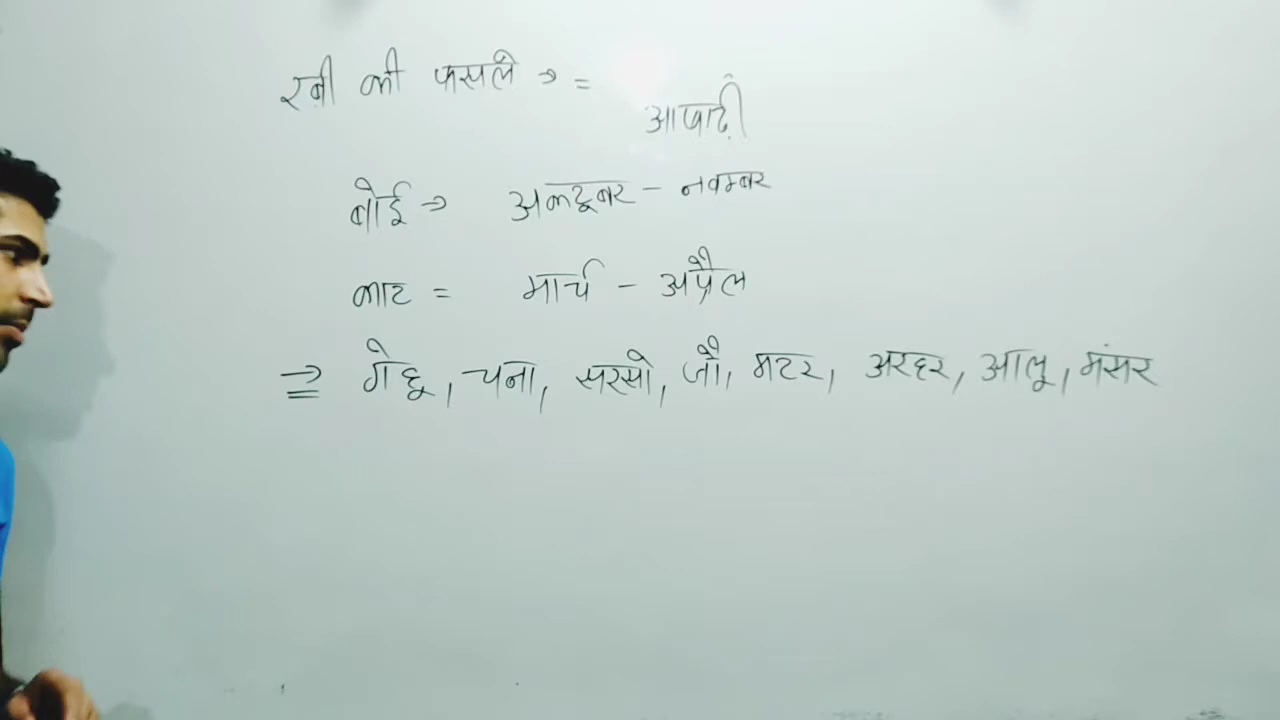 रबी की फसले → =
आषाढ़ी
बोई → अक्टूबर - नवम्बर
काट = मार्च - अप्रैल
⇒ गेहू, चना, सरसो, जौ, मटर, अरहर, आलू, मंसर